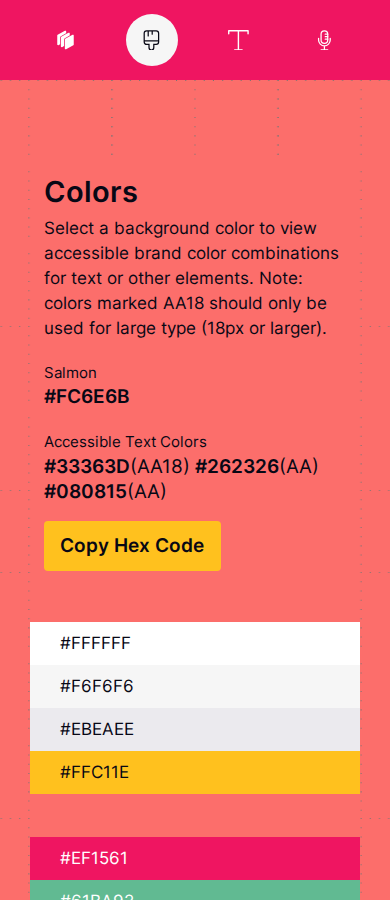 Colors
Select a background color to view
accessible brand color combinations
for text or other elements. Note:
colors marked AA18 should only be
used for large type (18px or larger).
Salmon
#FC6E6B
Accessible Text Colors
#33363D(AA18) #262326(AA)
#080815(AA)
Copy Hex Code
#FFFFFF
#F6F6F6
#EBEAEE
#FFC11E
#EF1561